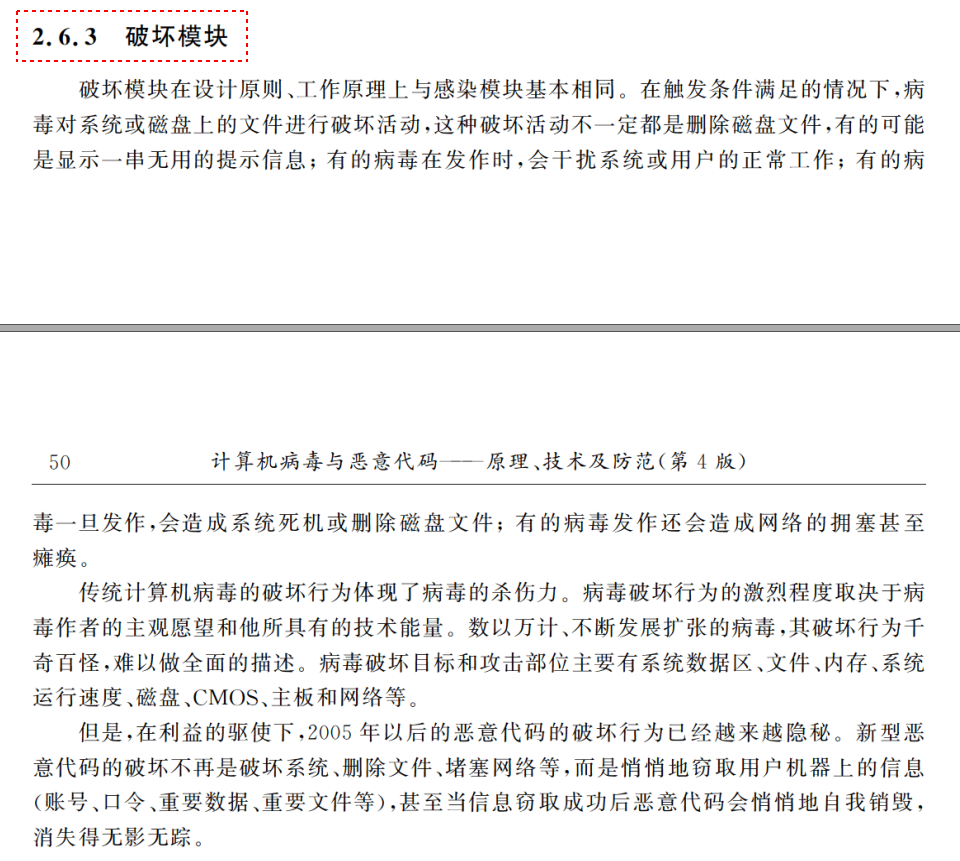 2.6.3 破坏模块
破坏模块在设计原则、工作原理上与感染模块基本相同。在触发条件满足的情况下,病
毒对系统或磁盘上的文件进行破坏活动,这种破坏活动不一定都是删除磁盘文件,有的可能
是显示一串无用的提示信息；有的病毒在发作时,会干扰系统或用户的正常工作；有的病
50 计算机病毒与恶意代码——原理、技术及防范(第 4 版)
毒一旦发作,会造成系统死机或删除磁盘文件；有的病毒发作还会造成网络的拥塞甚至
瘫痪。
传统计算机病毒的破坏行为体现了病毒的杀伤力。病毒破坏行为的激烈程度取决于病
毒作者的主观愿望和他所具有的技术能量。数以万计、不断发展扩张的病毒,其破坏行为千
奇百怪,难以做全面的描述。病毒破坏目标和攻击部位主要有系统数据区、文件、内存、系统
运行速度、磁盘、CMOS、主板和网络等。
但是,在利益的驱使下,2005 年以后的恶意代码的破坏行为已经越来越隐秘。新型恶
意代码的破坏不再是破坏系统、删除文件、堵塞网络等,而是悄悄地窃取用户机器上的信息
(账号、口令、重要数据、重要文件等),甚至当信息窃取成功后恶意代码会悄悄地自我销毁,
消失得无影无踪。